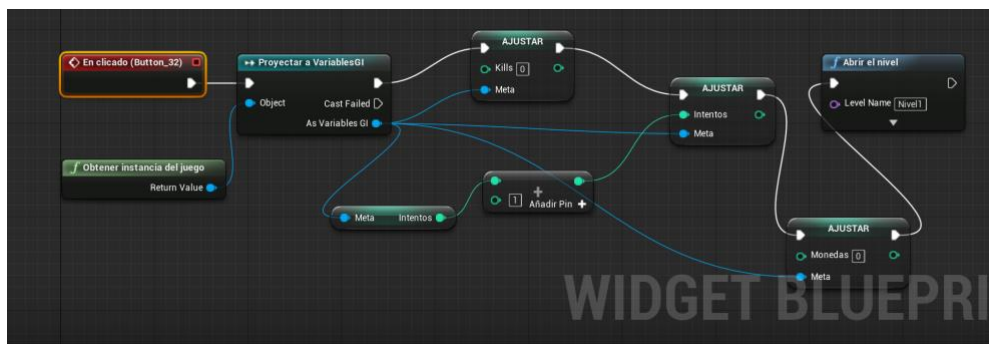 En clicado (Button_32)
Proyectar a VariablesGI
Object
Cast Failed
As Variables GI
Obtener instancia del juego
Return Value
AJUSTAR
Kills 0
Meta
Meta Intentos
1 Añadir Pin
AJUSTAR
Intentos
Meta
AJUSTAR
Monedas 0
Meta
Abrir el nivel
Level Name Nivel1
WIDGET BLUEPRI